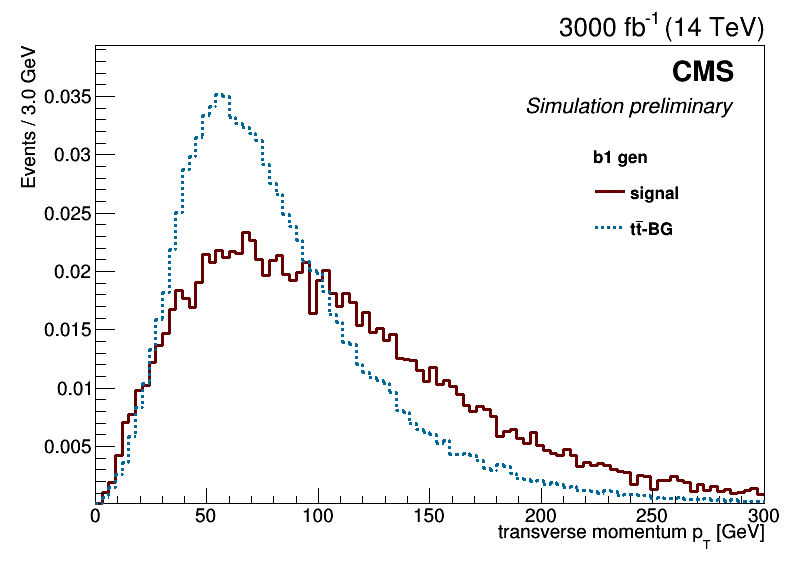 3000 fb⁻¹ (14 TeV)
CMS
Simulation preliminary
b1 gen
signal
tt̄-BG
Events / 3.0 GeV
0.035
0.03
0.025
0.02
0.015
0.01
0.005
0 50 100 150 200 250 300
transverse momentum p_T [GeV]